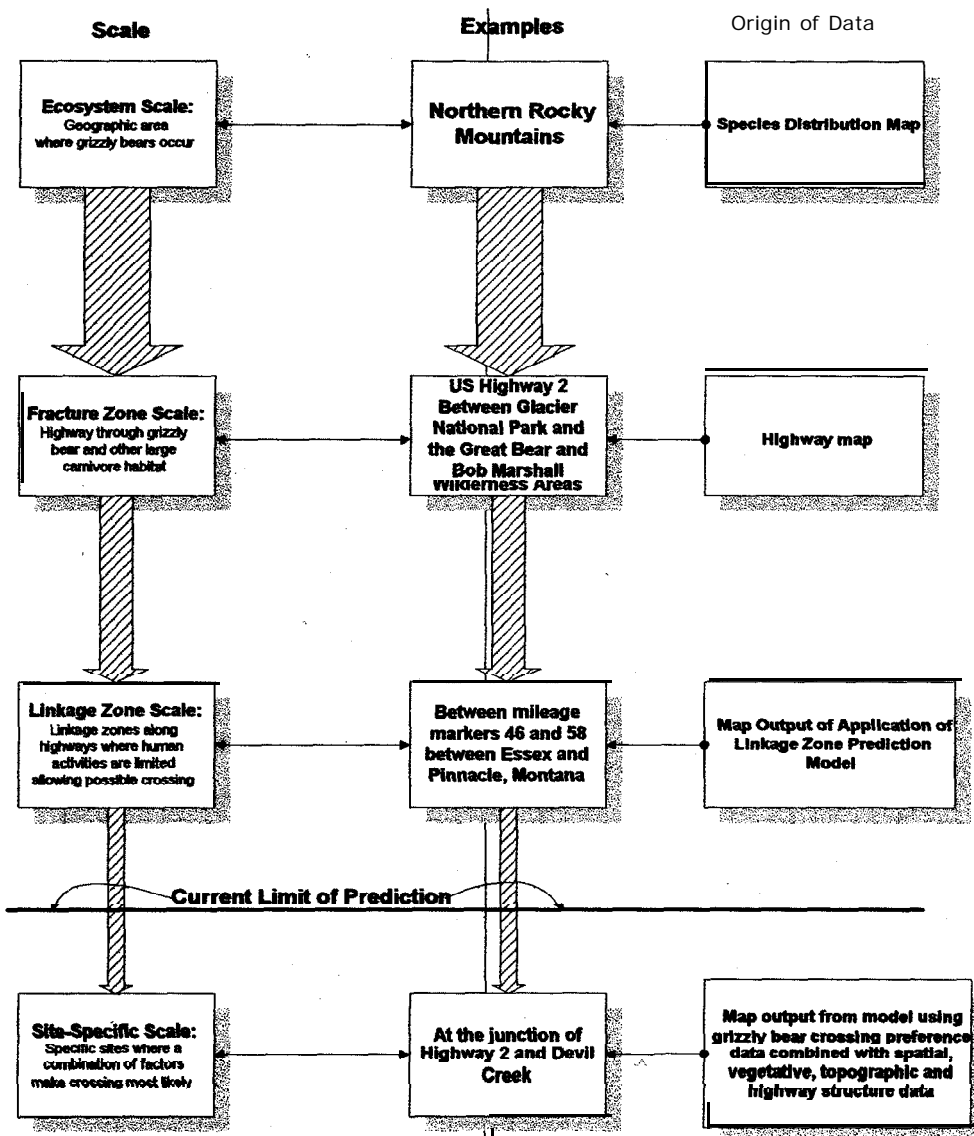 Scale
Examples
Origin of Data
Ecosystem Scale:
Geographic area
where grizzly bears occur
Northern Rocky
Mountains
Species Distribution Map
Fracture Zone Scale:
Highway through grizzly
bear and other large
carnivore habitat
US Highway 2
Between Glacier
National Park and
the Great Bear and
Bob Marshall
Wilderness Areas
Highway map
Linkage Zone Scale:
Linkage zones along
highways where human
activities are limited
allowing possible crossing
Between mileage
markers 46 and 58
between Essex and
Pinnacle, Montana
Map Output of Application of
Linkage Zone Prediction
Model
Current Limit of Prediction
Site-Specific Scale:
Specific sites where a
combination of factors
make crossing most likely
At the junction of
Highway 2 and Devil
Creek
Map output from model using
grizzly bear crossing preference
data combined with spatial,
vegetative, topographic and
highway structure data